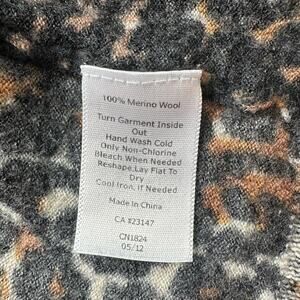 100% Merino Wool
Turn Garment Inside
Out
Hand Wash Cold
Only Non-Chlorine
Bleach When Needed
Reshape,Lay Flat To
Dry
Cool Iron, if Needed
Made In China
CA #23147
CN1824
05/12